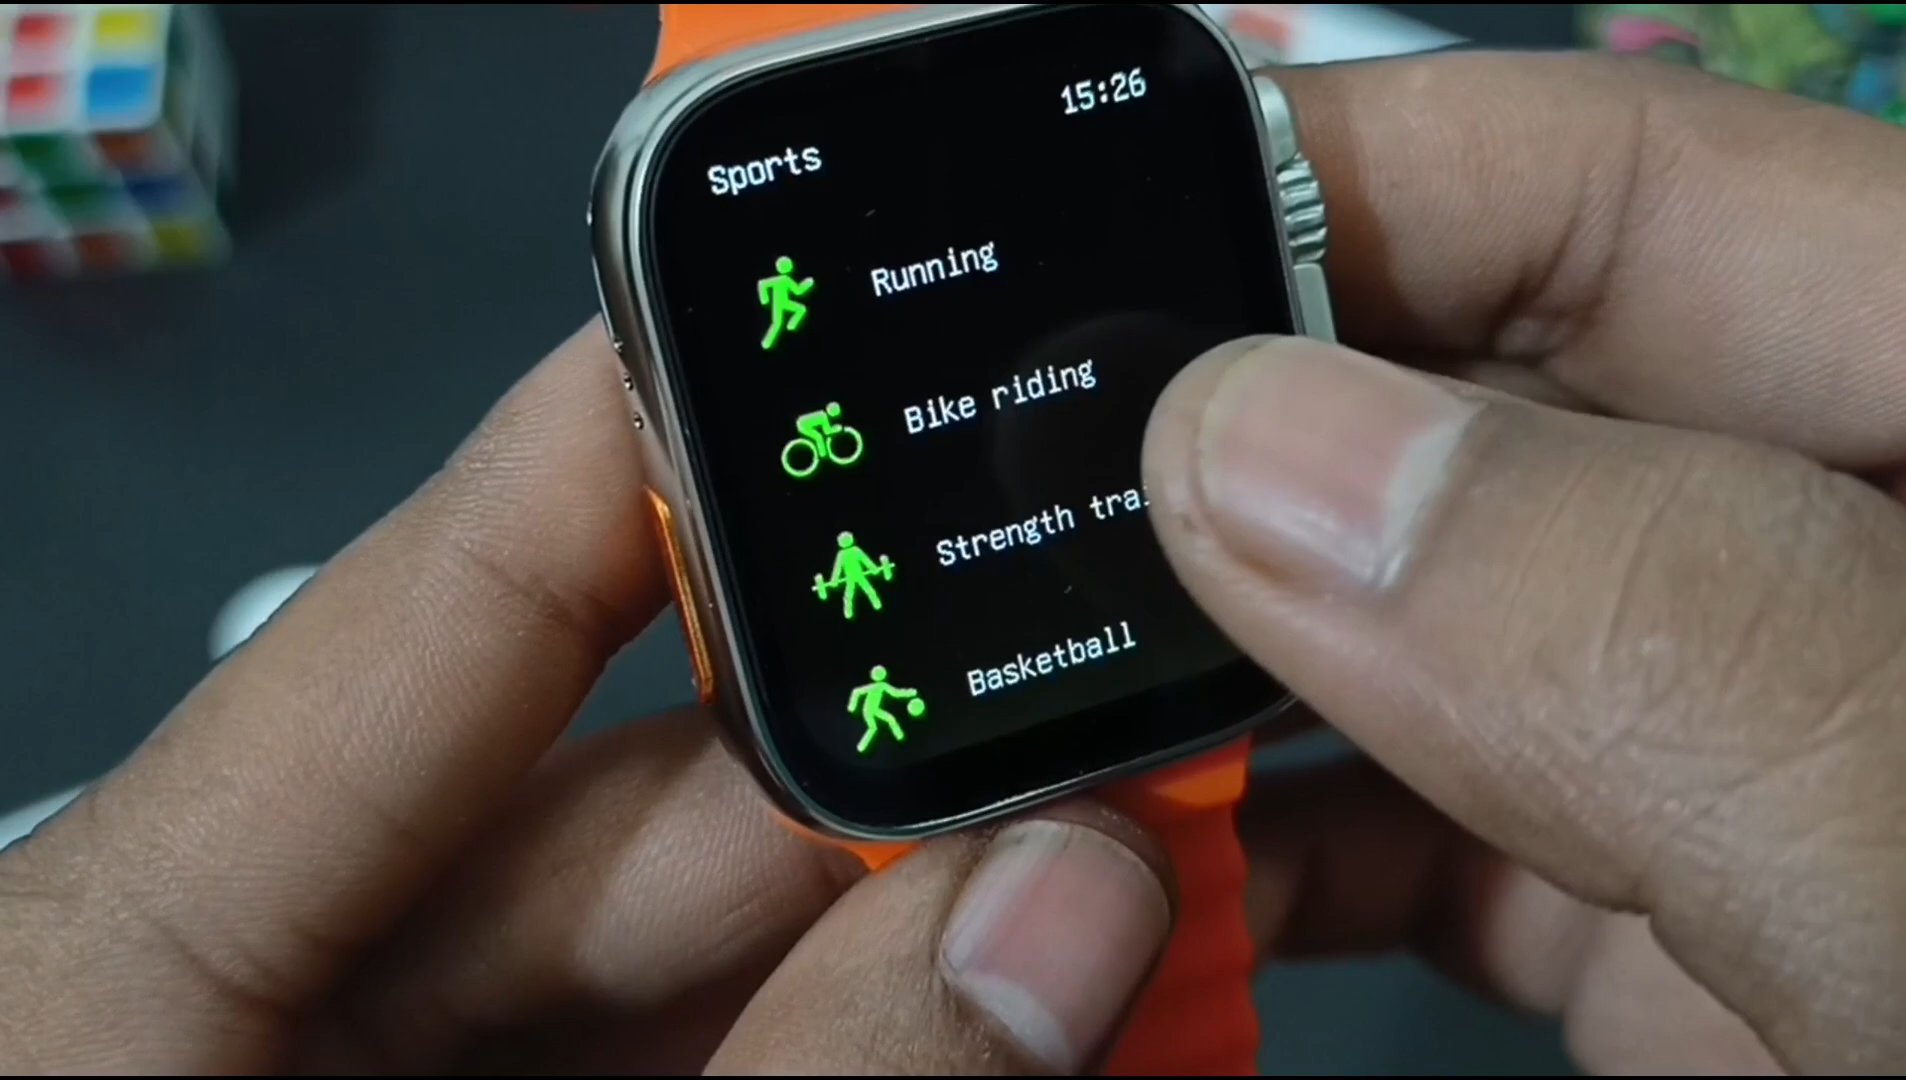 15:26
Sports
Running
Bike riding
Strength
Basketball